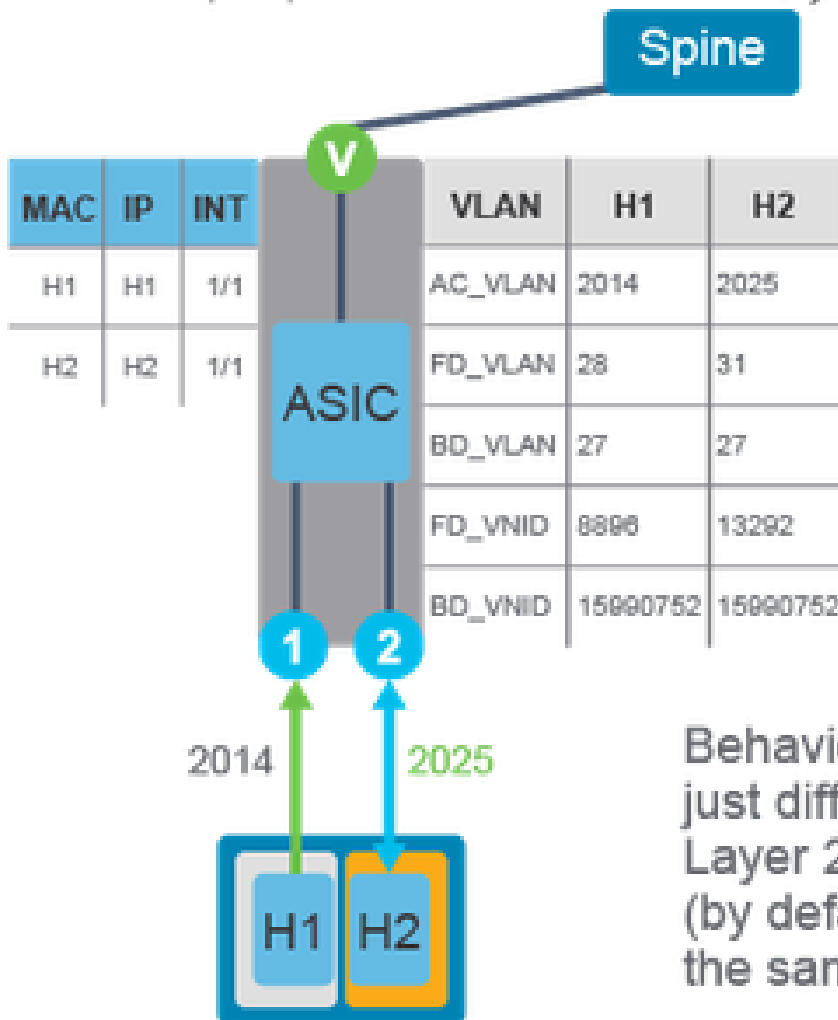 Spine
V
MAC IP INT
H1 H1 1/1
H2 H2 1/1
ASIC
VLAN H1 H2
AC_VLAN 2014 2025
FD_VLAN 28 31
BD_VLAN 27 27
FD_VNID 8896 13292
BD_VNID 15990752 15990752
1 2
2014 2025
H1 H2
Behavi
just diff
Layer 2
(by defa
the san